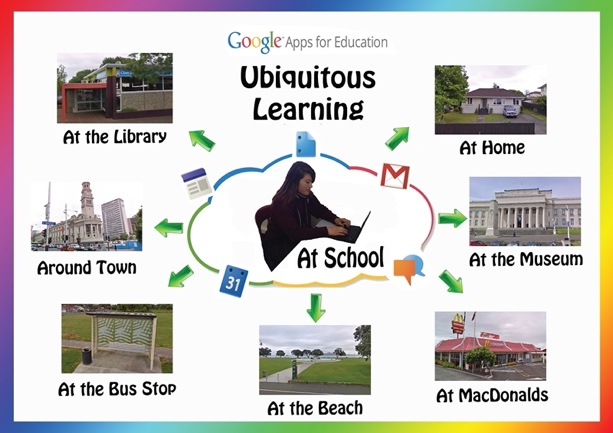 Google Apps for Education
Ubiquitous
Learning
At the Library
At Home
Around Town
At School
At the Museum
31
At the Bus Stop
At the Beach
At MacDonalds